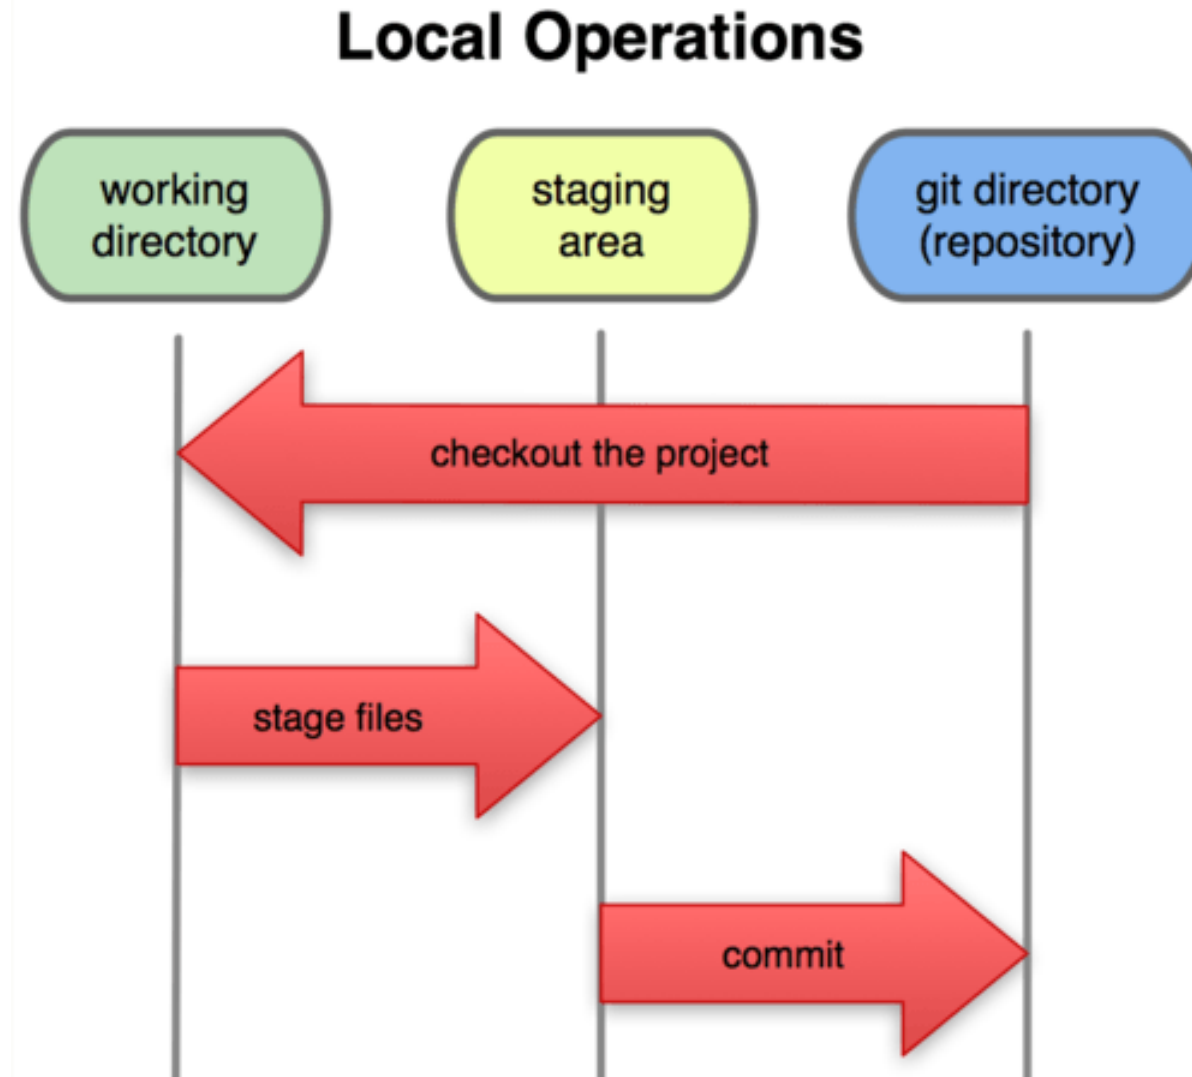 Local Operations
working
directory
staging
area
git directory
(repository)
checkout the project
stage files
commit